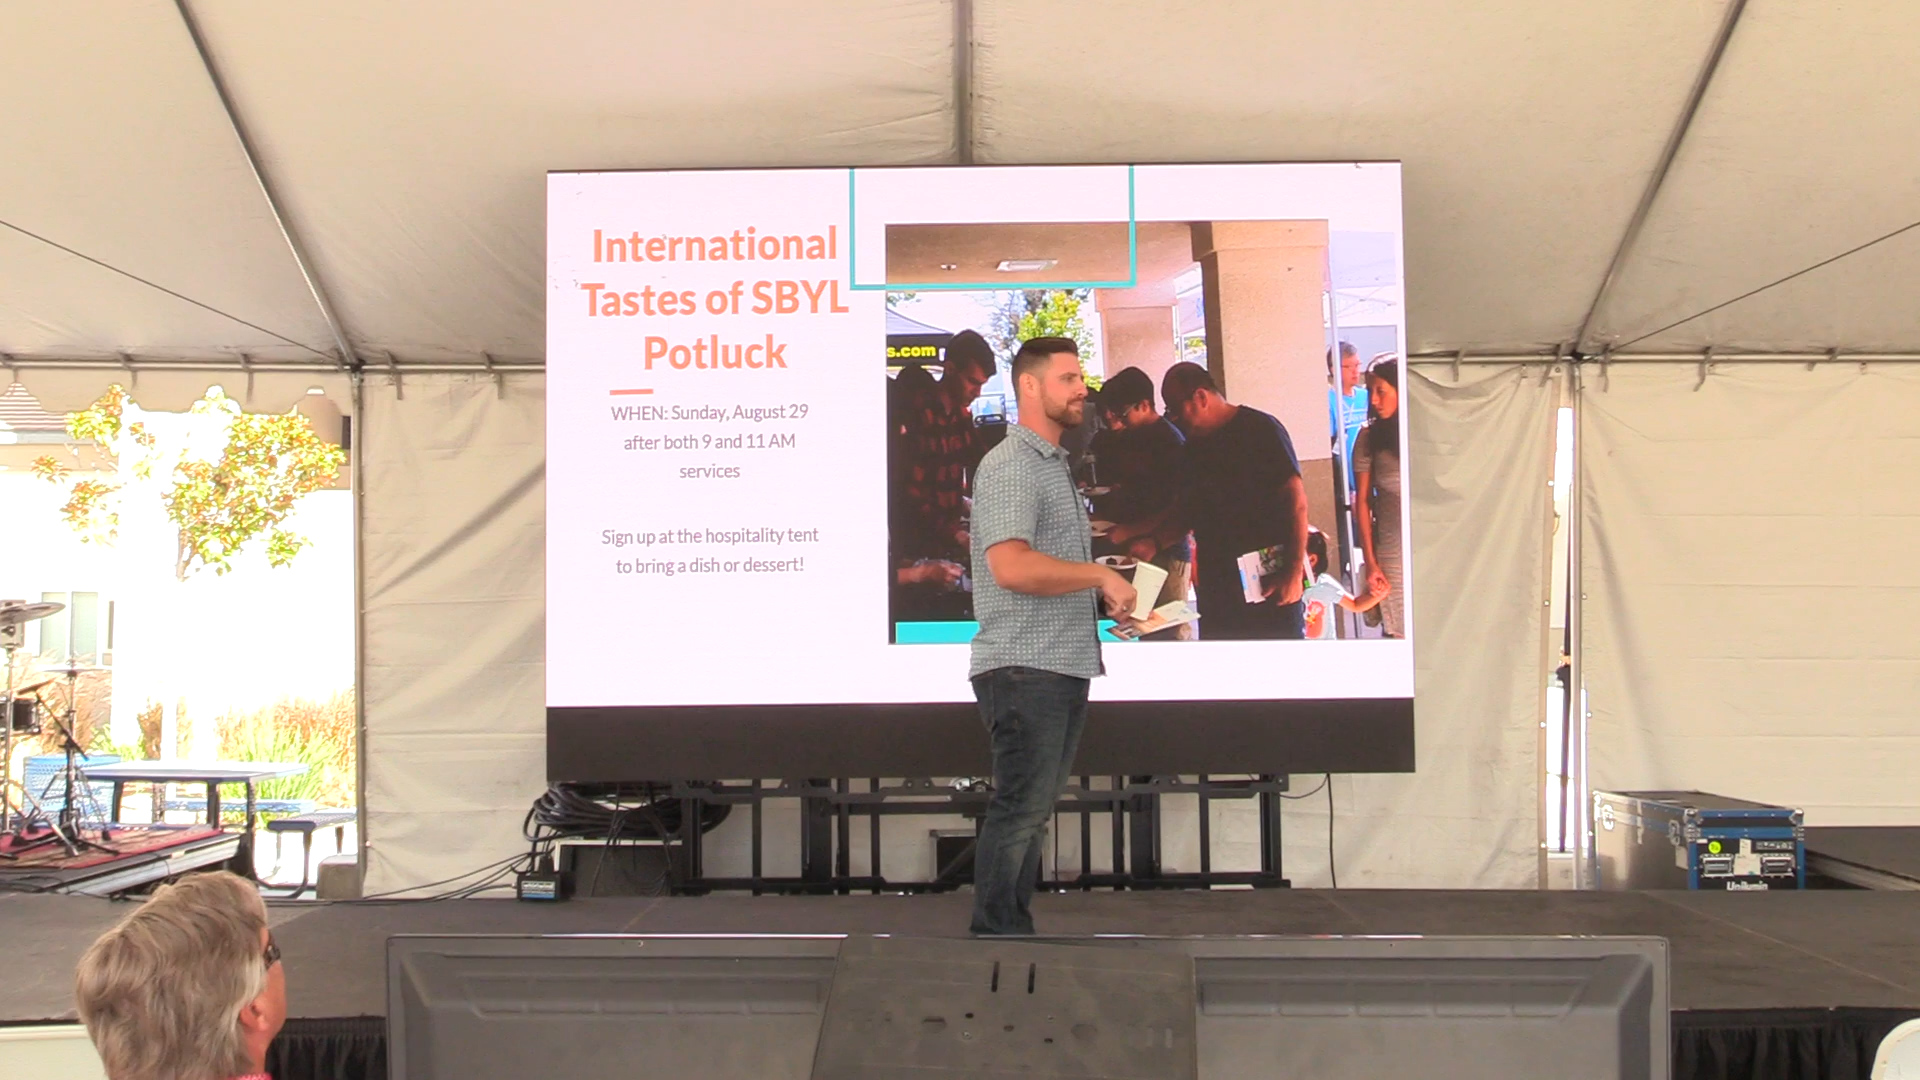 International
Tastes of SBYL
Potluck
WHEN: Sunday, August 29
after both 9 and 11 AM
services
Sign up at the hospitality tent
to bring a dish or dessert!
s.com
Unilumin